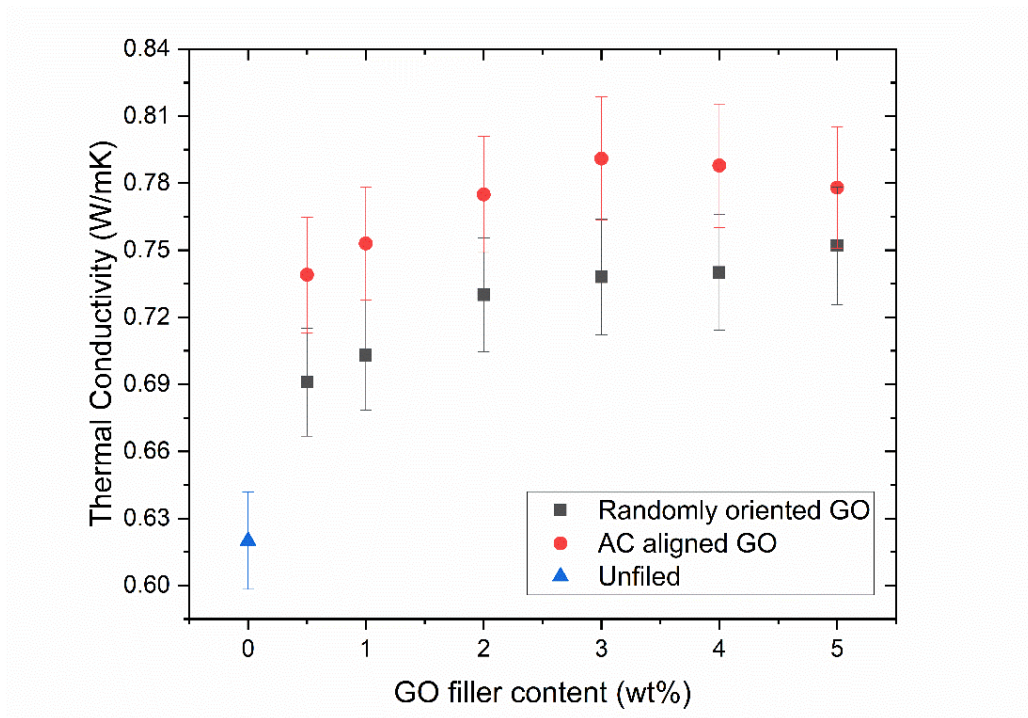 0.84
0.81
0.78
0.75
0.72
0.69
0.66
0.63
0.60
Thermal Conductivity (W/mK)
Randomly oriented GO
AC aligned GO
Unfiled
0 1 2 3 4 5
GO filler content (wt%)